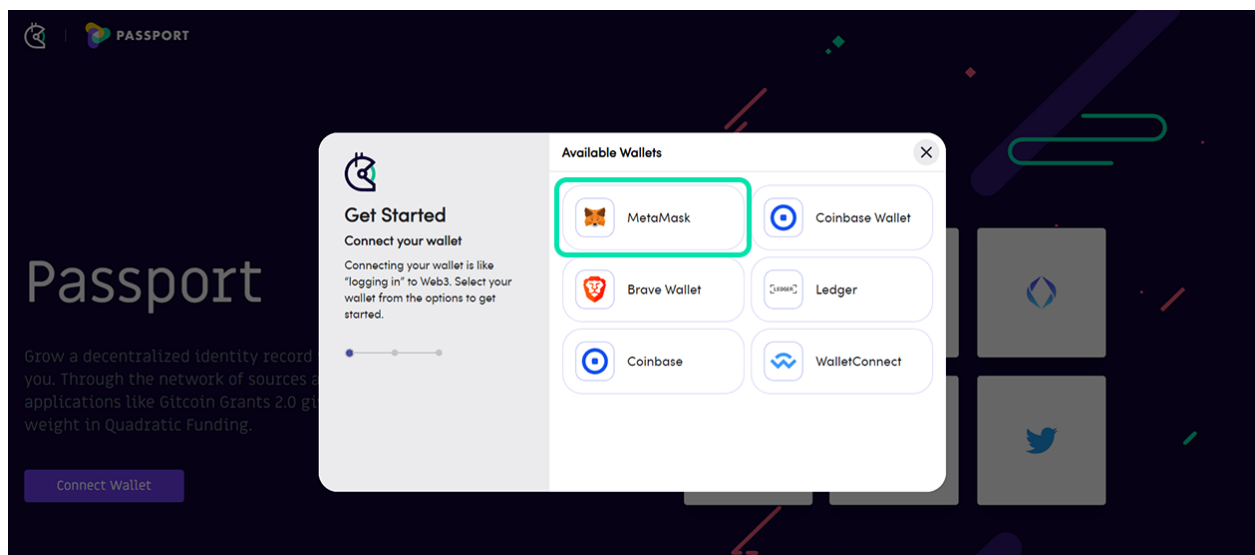 PASSPORT
Available Wallets
Get Started
Connect your wallet
Connecting your wallet is like
"logging in" to Web3. Select your
wallet from the options to get
started.
MetaMask
Coinbase Wallet
Brave Wallet
LEDGER
Ledger
Coinbase
WalletConnect
Passport
Grow a decentralized identity record
you. Through the network of sources a
applications like Gitcoin Grants 2.0 gi
weight in Quadratic Funding.
Connect Wallet